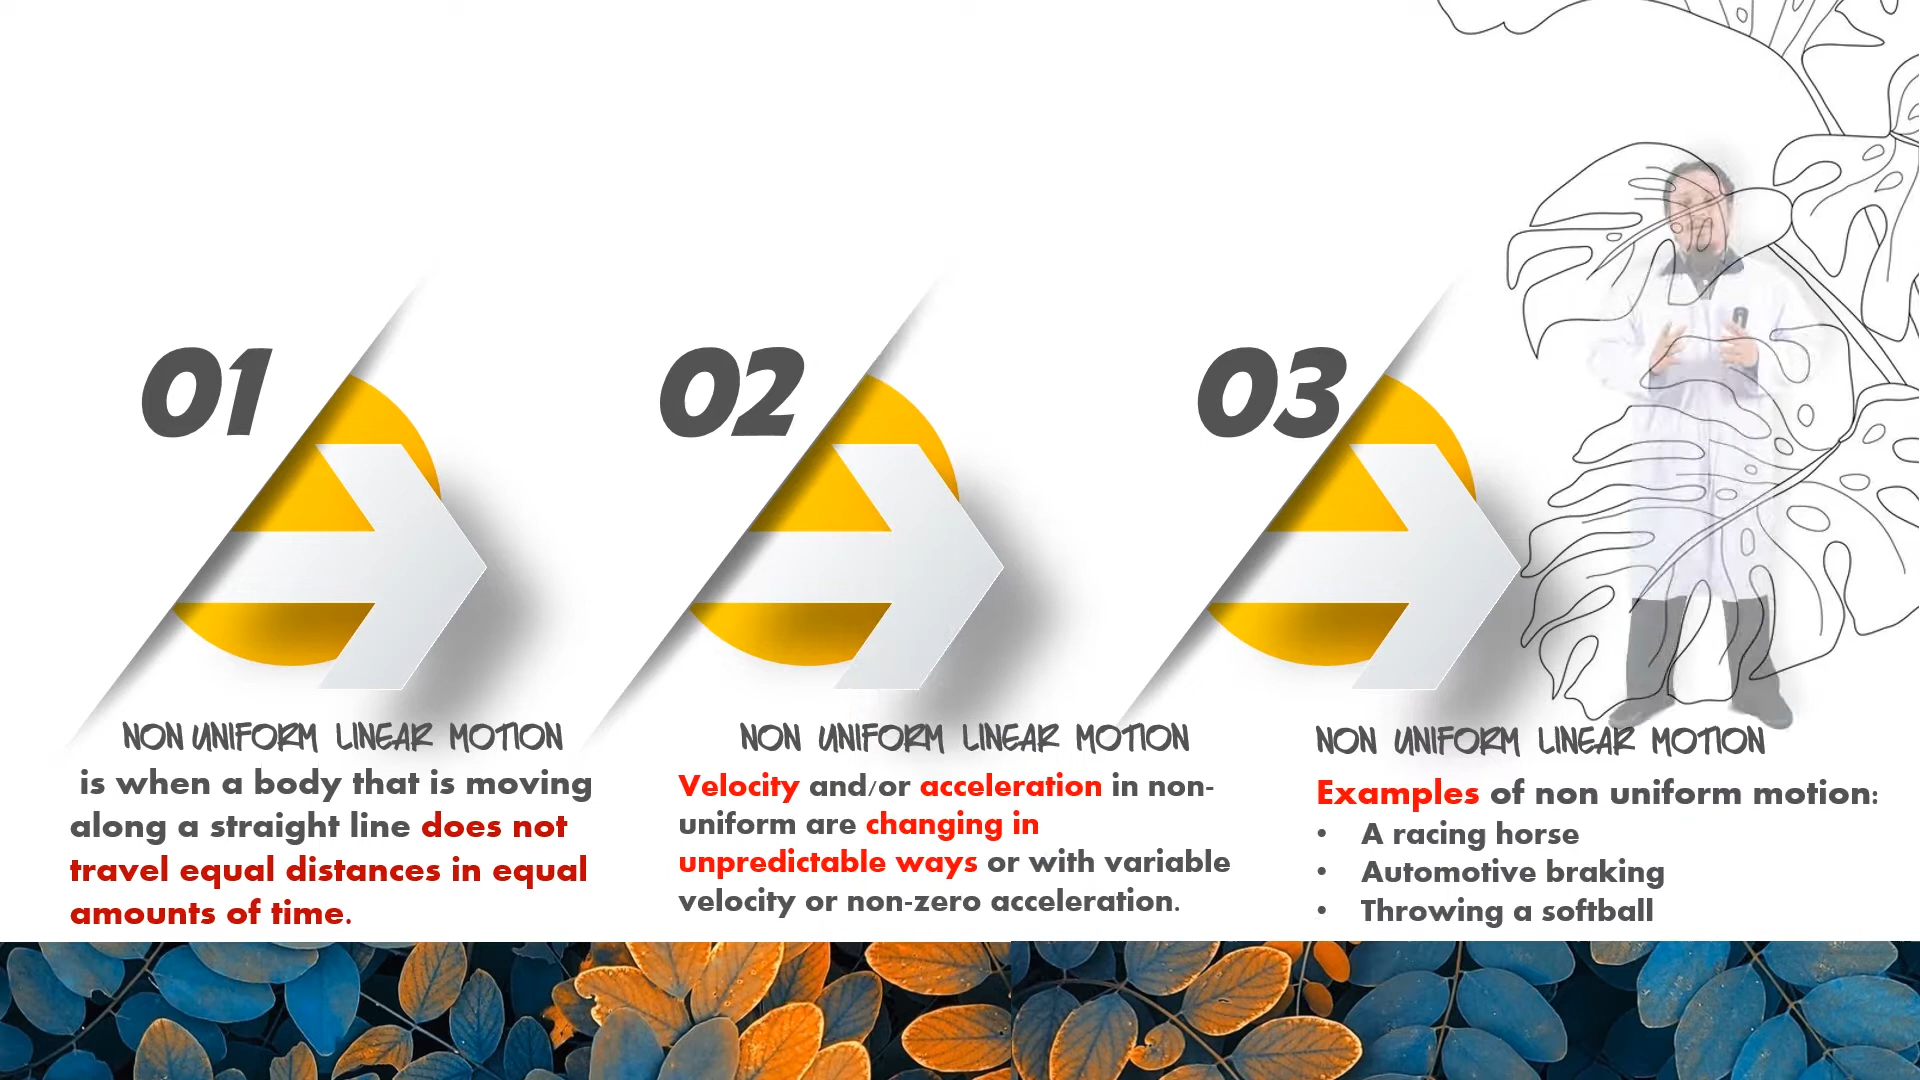 01
NON UNIFORM LINEAR MOTION
is when a body that is moving
along a straight line does not
travel equal distances in equal
amounts of time.
02
NON UNIFORM LINEAR MOTION
Velocity and/or acceleration in non-
uniform are changing in
unpredictable ways or with variable
velocity or non-zero acceleration.
03
NON UNIFORM LINEAR MOTION
Examples of non uniform motion:
• A racing horse
• Automotive braking
• Throwing a softball